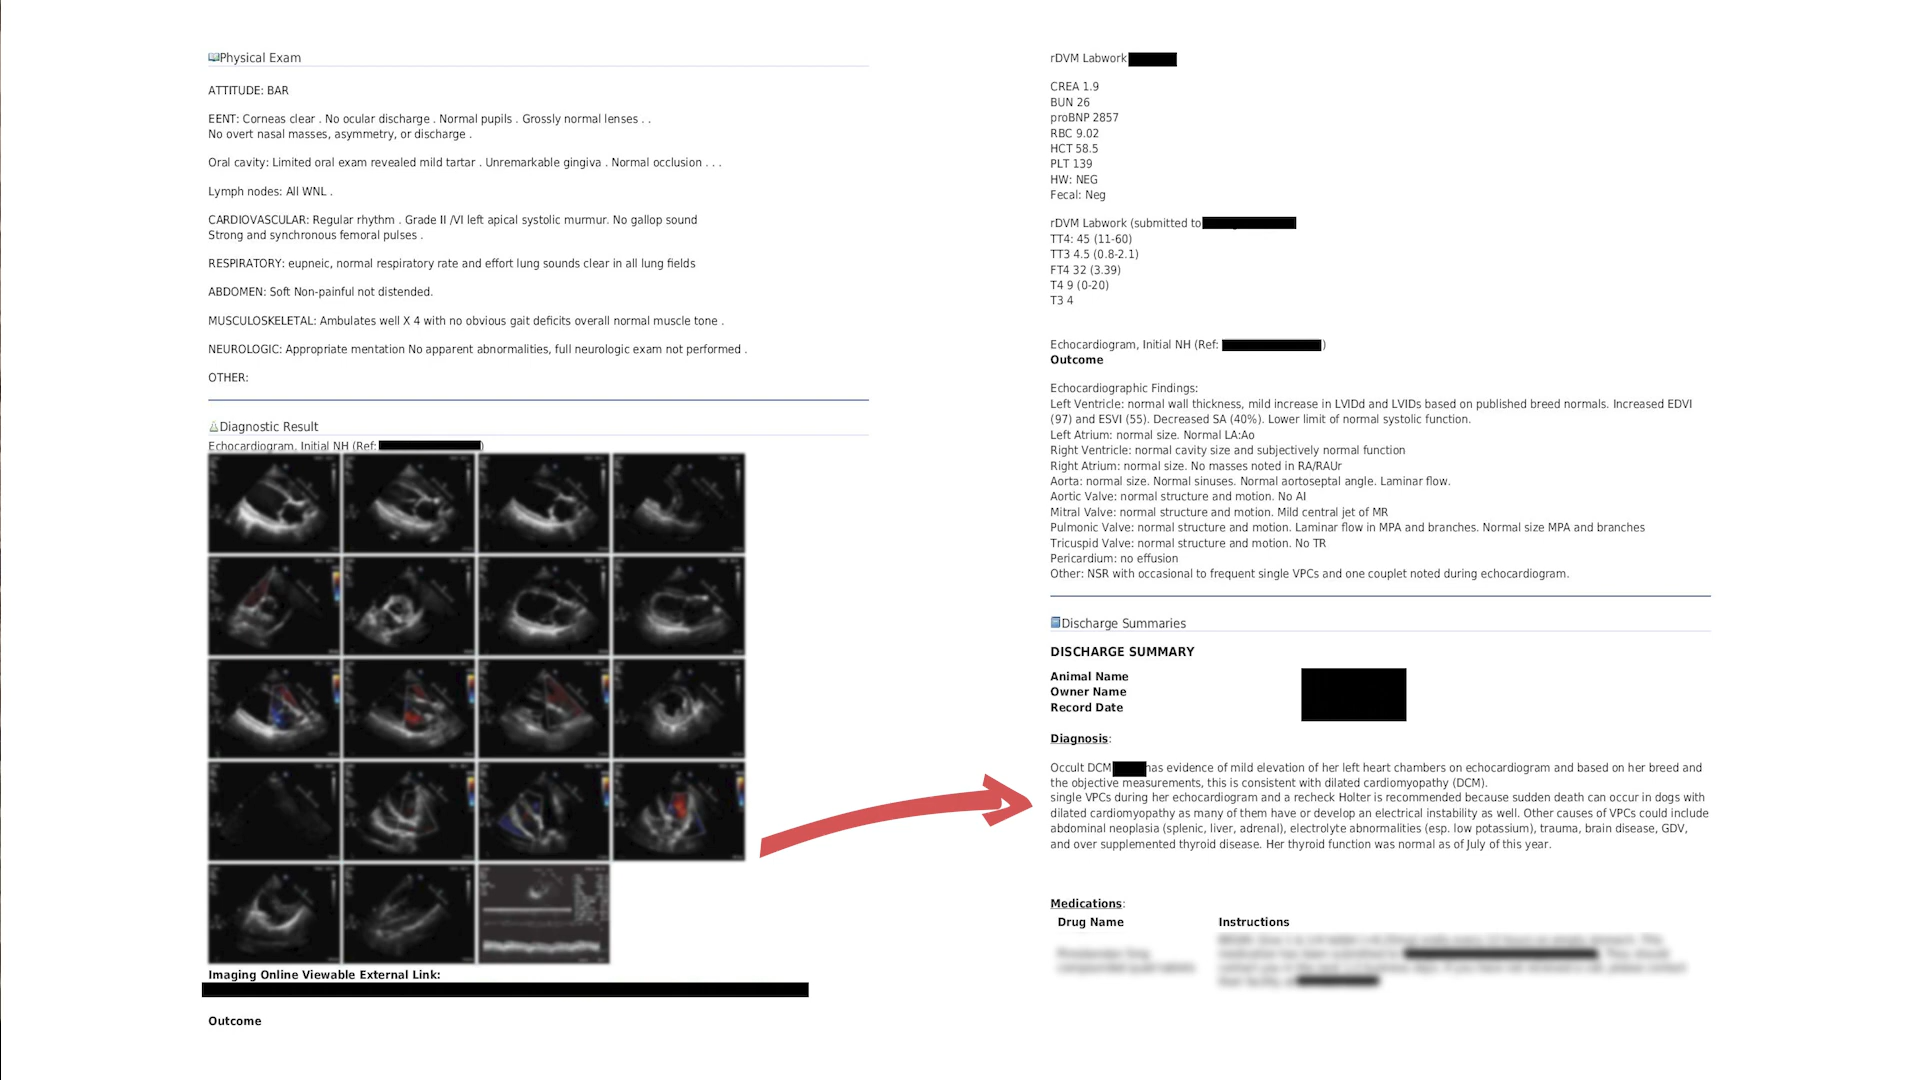 Physical Exam
ATTITUDE: BAR
EENT: Corneas clear . No ocular discharge . Normal pupils . Grossly normal lenses . .
No overt nasal masses, asymmetry, or discharge .
Oral cavity: Limited oral exam revealed mild tartar . Unremarkable gingiva . Normal occlusion . . .
Lymph nodes: All WNL .
CARDIOVASCULAR: Regular rhythm . Grade II /VI left apical systolic murmur. No gallop sound
Strong and synchronous femoral pulses .
RESPIRATORY: eupneic, normal respiratory rate and effort lung sounds clear in all lung fields
ABDOMEN: Soft Non-painful not distended.
MUSCULOSKELETAL: Ambulates well X 4 with no obvious gait deficits overall normal muscle tone .
NEUROLOGIC: Appropriate mentation No apparent abnormalities, full neurologic exam not performed .
OTHER:
Diagnostic Result
Echocardiogram, Initial NH (Ref: )
Imaging Online Viewable External Link:
Outcome
rDVM Labwork
CREA 1.9
BUN 26
proBNP 2857
RBC 9.02
HCT 58.5
PLT 139
HW: NEG
Fecal: Neg
rDVM Labwork (submitted to
TT4: 45 (11-60)
TT3 4.5 (0.8-2.1)
FT4 32 (3.39)
T4 9 (0-20)
T3 4
Echocardiogram, Initial NH (Ref: )
Outcome
Echocardiographic Findings:
Left Ventricle: normal wall thickness, mild increase in LVIDd and LVIDs based on published breed normals. Increased EDVI
(97) and ESVI (55). Decreased SA (40%). Lower limit of normal systolic function.
Left Atrium: normal size. Normal LA:Ao
Right Ventricle: normal cavity size and subjectively normal function
Right Atrium: normal size. No masses noted in RA/RAUr
Aorta: normal size. Normal sinuses. Normal aortoseptal angle. Laminar flow.
Aortic Valve: normal structure and motion. No AI
Mitral Valve: normal structure and motion. Mild central jet of MR
Pulmonic Valve: normal structure and motion. Laminar flow in MPA and branches. Normal size MPA and branches
Tricuspid Valve: normal structure and motion. No TR
Pericardium: no effusion
Other: NSR with occasional to frequent single VPCs and one couplet noted during echocardiogram.
Discharge Summaries
DISCHARGE SUMMARY
Animal Name
Owner Name
Record Date
Diagnosis:
Occult DCM has evidence of mild elevation of her left heart chambers on echocardiogram and based on her breed and
the objective measurements, this is consistent with dilated cardiomyopathy (DCM).
single VPCs during her echocardiogram and a recheck Holter is recommended because sudden death can occur in dogs with
dilated cardiomyopathy as many of them have or develop an electrical instability as well. Other causes of VPCs could include
abdominal neoplasia (splenic, liver, adrenal), electrolyte abnormalities (esp. low potassium), trauma, brain disease, GDV,
and over supplemented thyroid disease. Her thyroid function was normal as of July of this year.
Medications:
Drug Name Instructions